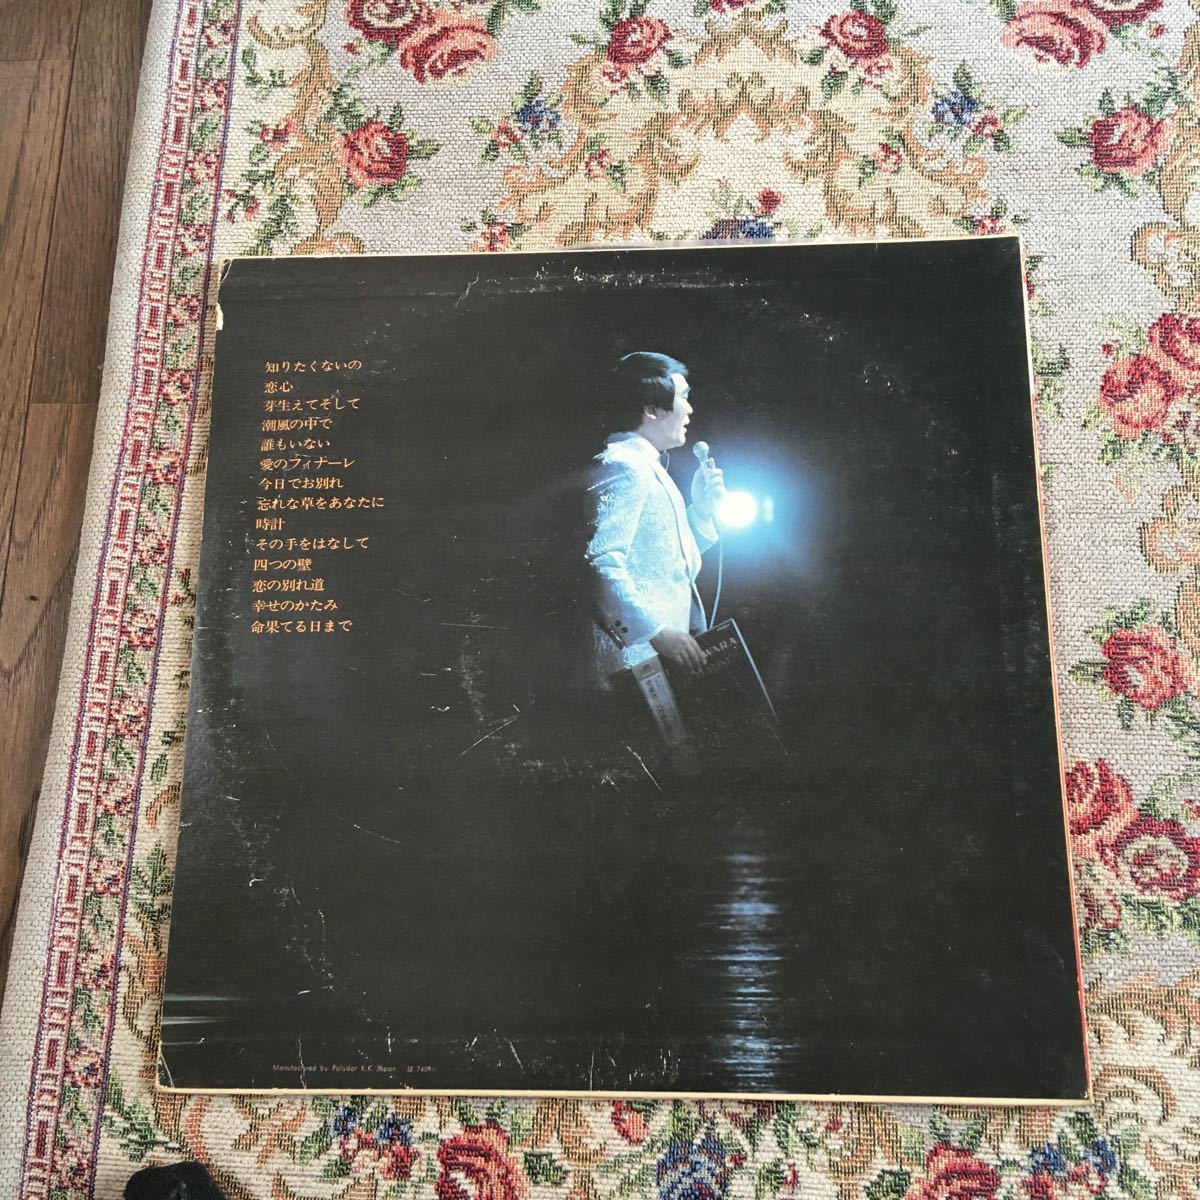 知りたくないの
恋心
芽生えてそして
潮風の中で
誰もいない
愛のフィナーレ
今日でお別れ
忘れな草をあなたに
時計
その手をはなして
四つの壁
恋の別れ道
幸せのかたみ
命果てる日まで
WARA
Manufactured by Polydor K.K Japan SE 7409